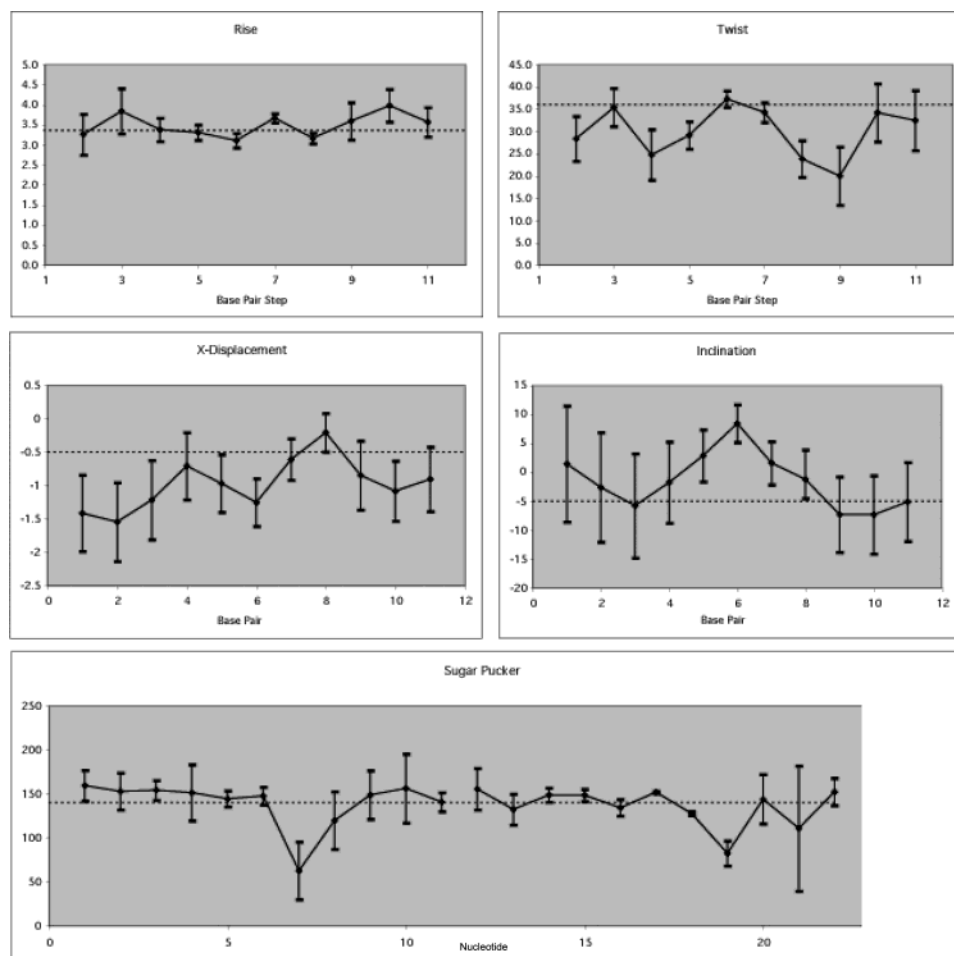 Rise
5.0
4.5
4.0
3.5
3.0
2.5
2.0
1.5
1.0
0.5
0.0
1 3 5 7 9 11
Base Pair Step
Twist
45.0
40.0
35.0
30.0
25.0
20.0
15.0
10.0
5.0
0.0
1 3 5 7 9 11
Base Pair Step
X-Displacement
0.5
0
-0.5
-1
-1.5
-2
-2.5
0 2 4 6 8 10 12
Base Pair
Inclination
15
10
5
0
-5
-10
-15
-20
0 2 4 6 8 10 12
Base Pair
Sugar Pucker
250
200
150
100
50
0
0 5 10 15 20
Nucleotide